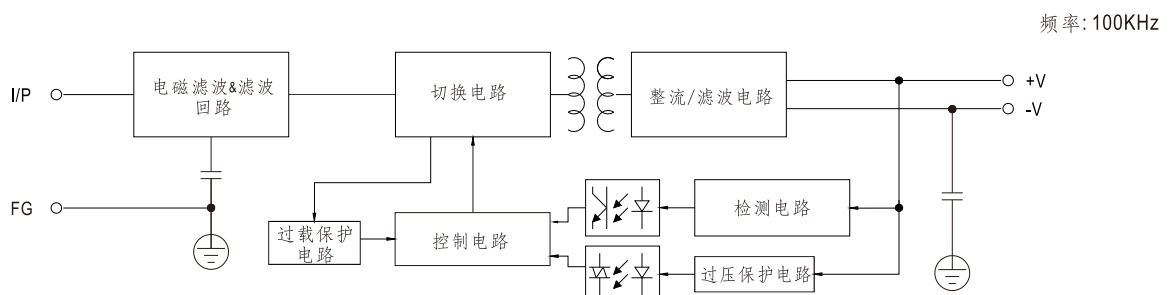 频率: 100KHz
I/P
电磁滤波&滤波
回路
切换电路
整流/滤波电路
+V
-V
FG
过载保护
电路
控制电路
检测电路
过压保护电路